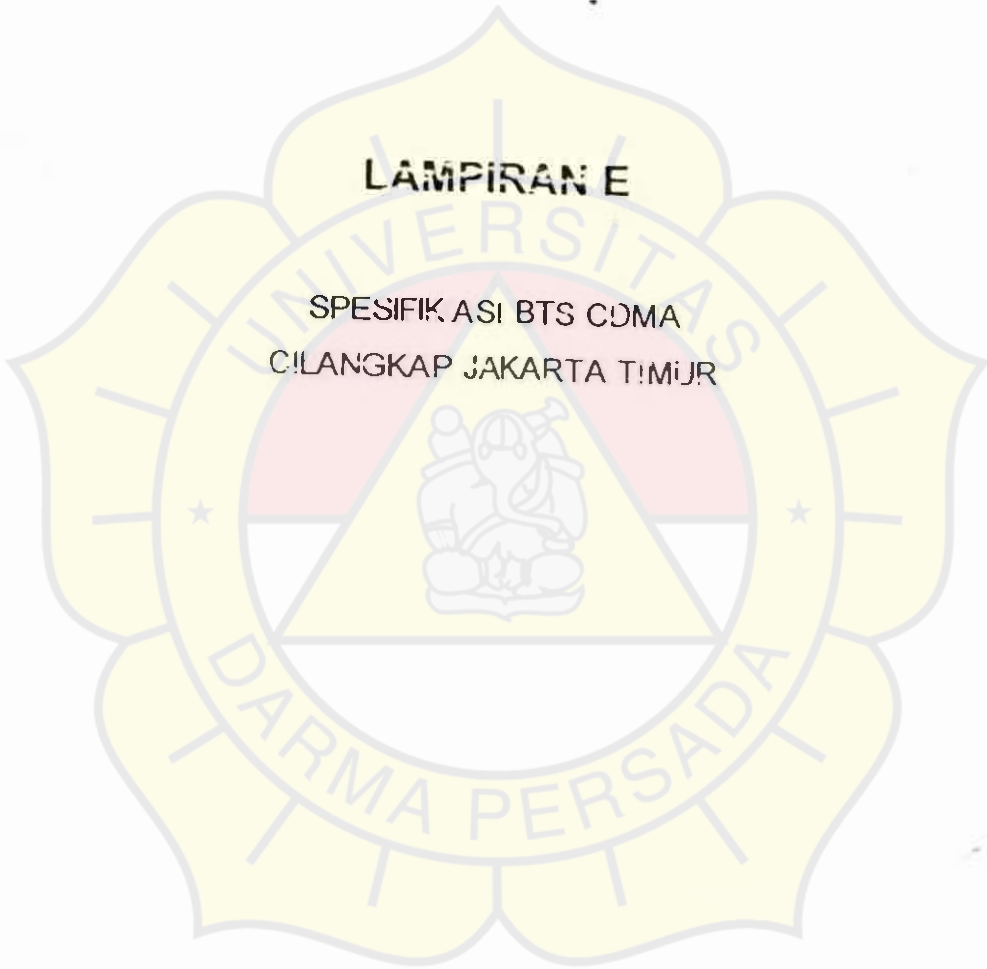 LAMPIRAN E
UNIVERSITAS
SPESIFIKASI BTS CDMA
CILANGKAP JAKARTA TIMUR
DARMA PERSADA